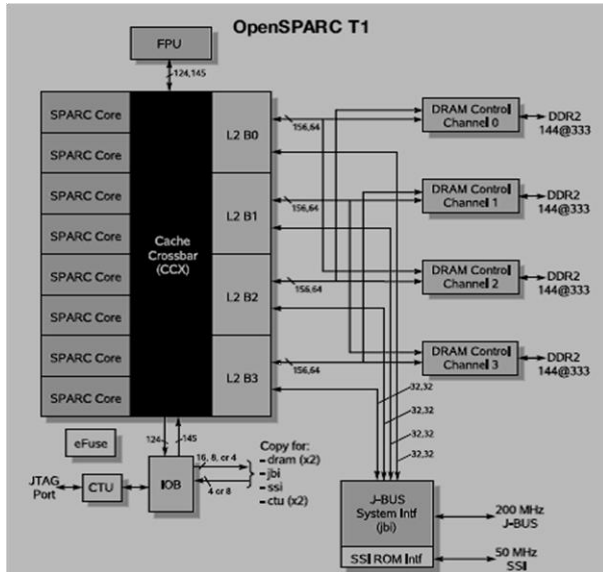 OpenSPARC T1
FPU
124,145
SPARC Core
SPARC Core
SPARC Core
SPARC Core
SPARC Core
SPARC Core
SPARC Core
SPARC Core
Cache
Crossbar
(CCX)
L2 B0
L2 B1
L2 B2
L2 B3
156,64
156,64
156,64
156,64
DRAM Control
Channel 0
DDR2
144@333
DRAM Control
Channel 1
DDR2
144@333
DRAM Control
Channel 2
DDR2
144@333
DRAM Control
Channel 3
DDR2
144@333
32,32
32,32
32,32
32,32
eFuse
124
145
JTAG
Port
CTU
IOB
16, 8, or 4
4 or 8
Copy for:
- dram (x2)
- jbi
- ssi
- ctu (x2)
J-BUS
System Intf
(jbi)
SSI ROM Intf
200 MHz
J-BUS
50 MHz
SSI